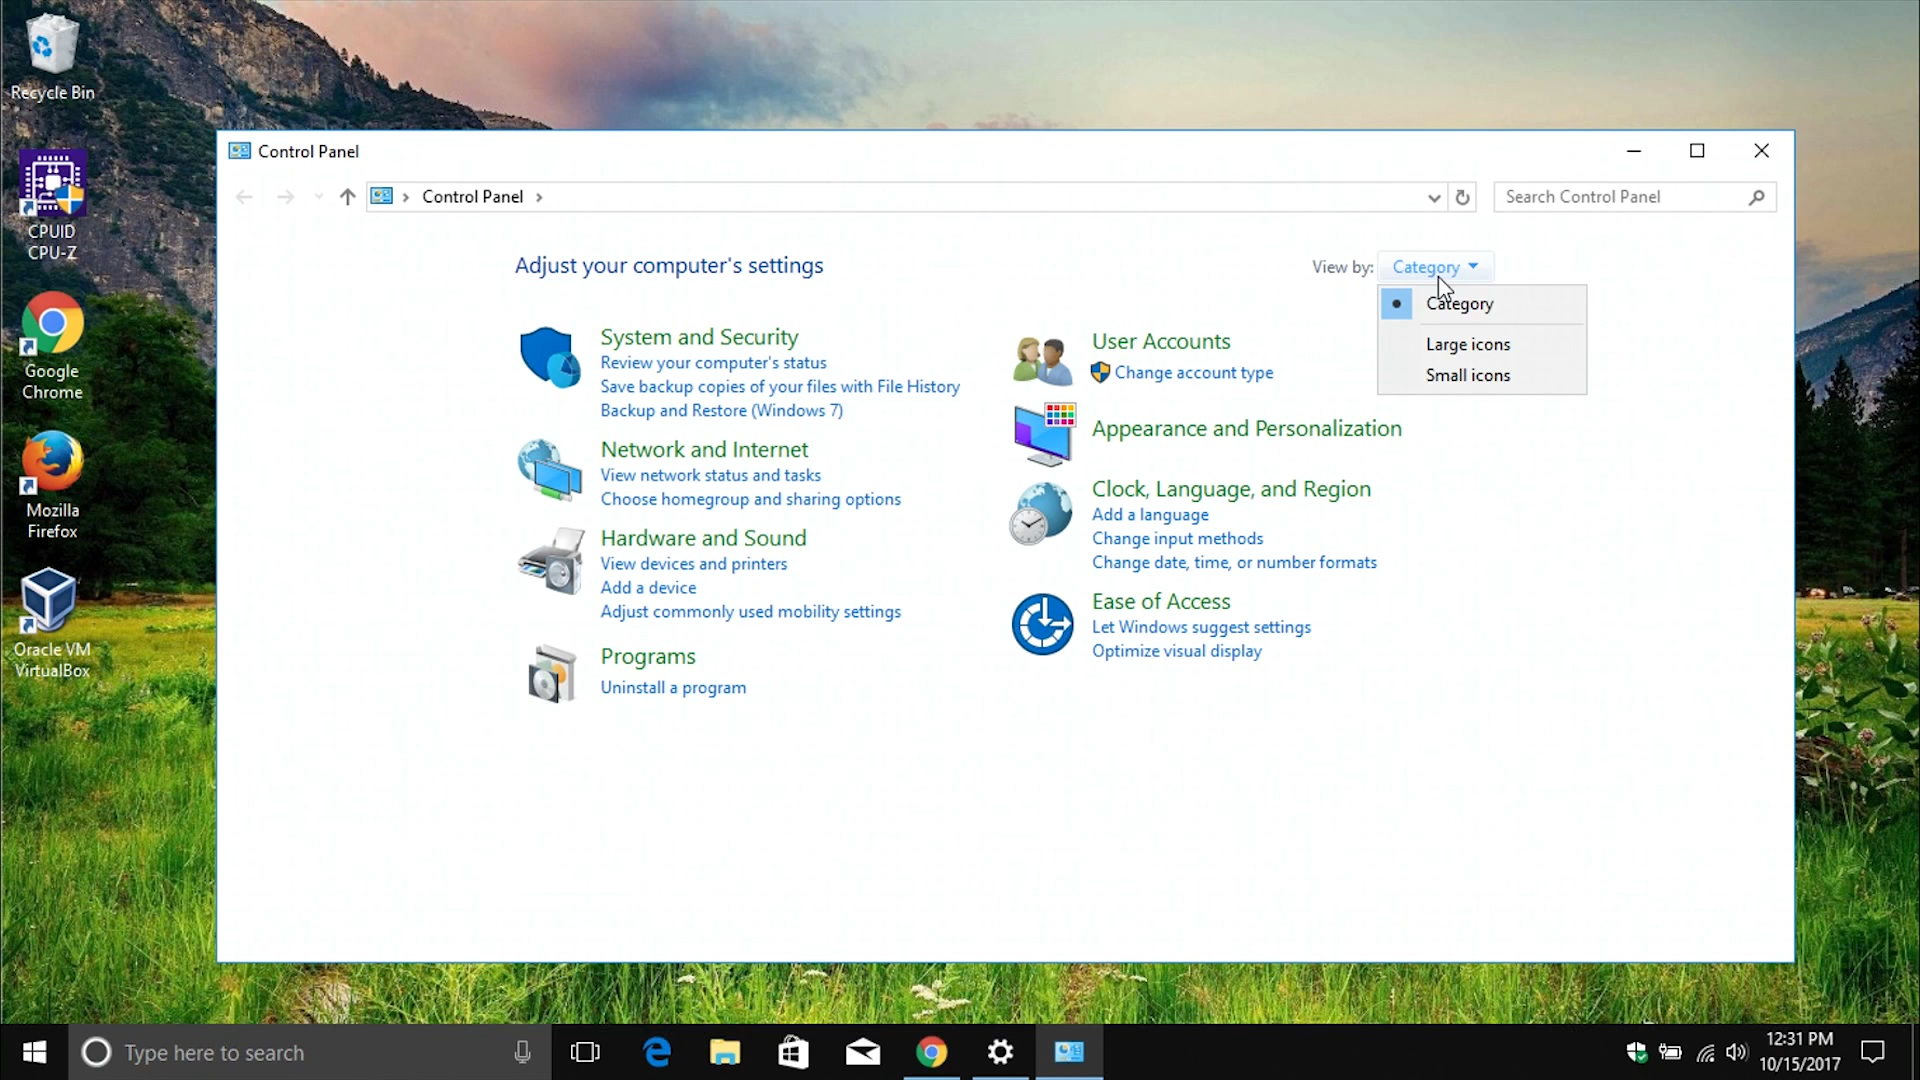 Recycle Bin
CPUID
CPU-Z
Google
Chrome
Mozilla
Firefox
Oracle VM
VirtualBox
Control Panel
Control Panel
Search Control Panel
Adjust your computer's settings
View by: Category
Category
Large icons
Small icons
System and Security
Review your computer's status
Save backup copies of your files with File History
Backup and Restore (Windows 7)
Network and Internet
View network status and tasks
Choose homegroup and sharing options
Hardware and Sound
View devices and printers
Add a device
Adjust commonly used mobility settings
Programs
Uninstall a program
User Accounts
Change account type
Appearance and Personalization
Clock, Language, and Region
Add a language
Change input methods
Change date, time, or number formats
Ease of Access
Let Windows suggest settings
Optimize visual display
Type here to search
12:31 PM
10/15/2017